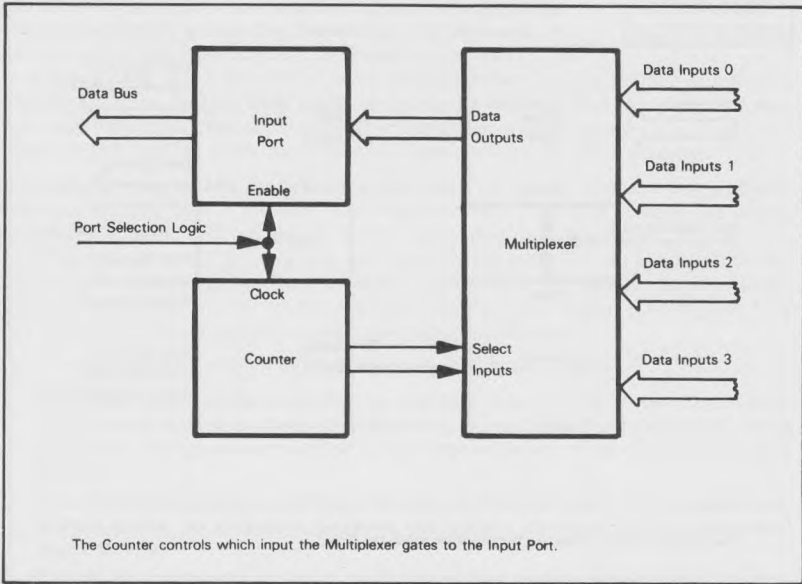 Data Bus
Input
Port
Enable
Port Selection Logic
Clock
Counter
Data
Outputs
Multiplexer
Select
Inputs
Data Inputs 0
Data Inputs 1
Data Inputs 2
Data Inputs 3
The Counter controls which input the Multiplexer gates to the Input Port.